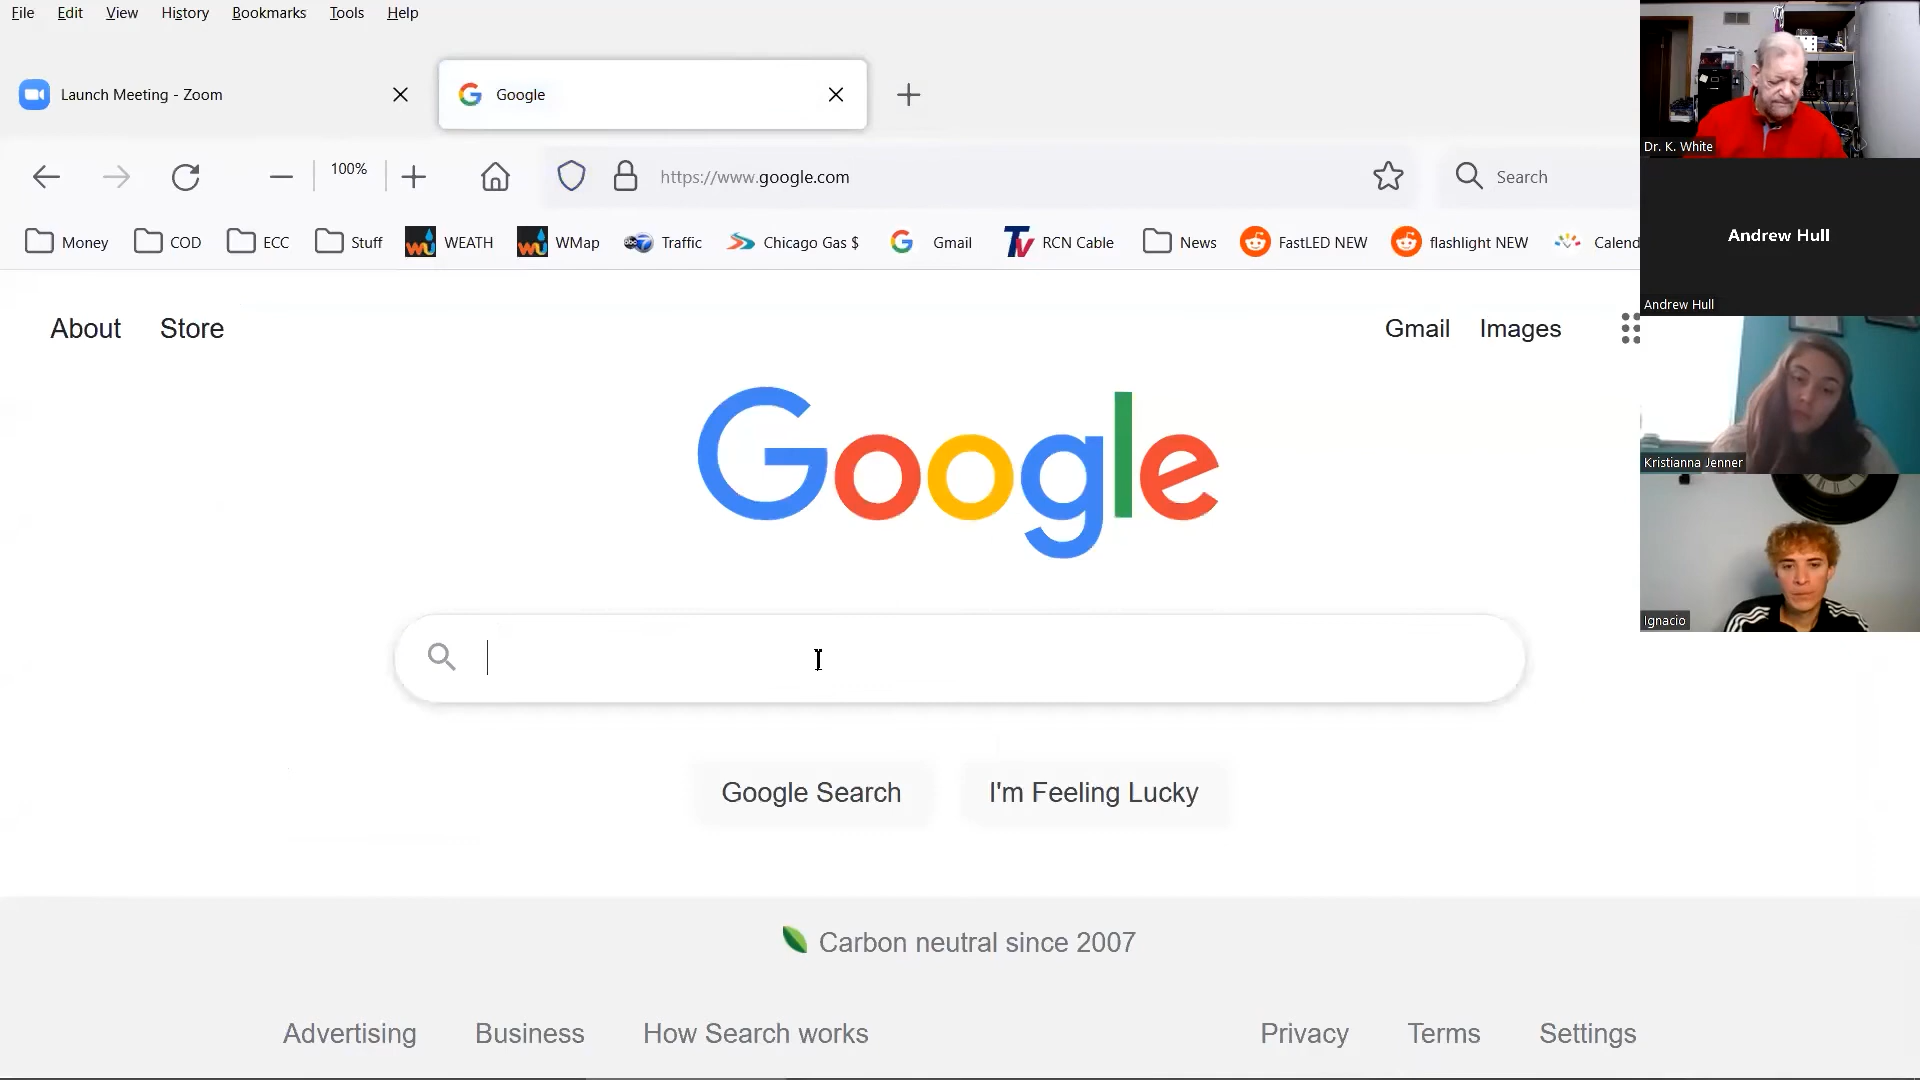 File Edit View History Bookmarks Tools Help
Launch Meeting - Zoom
Google
100%
https://www.google.com
Search
Money COD ECC Stuff WEATH WMap Traffic Chicago Gas $ Gmail RCN Cable News FastLED NEW flashlight NEW Calend
About Store
Gmail Images
Google
Google Search
I'm Feeling Lucky
Carbon neutral since 2007
Advertising Business How Search works
Privacy Terms Settings
Dr. K. White
Andrew Hull
Andrew Hull
Kristianna Jenner
Ignacio